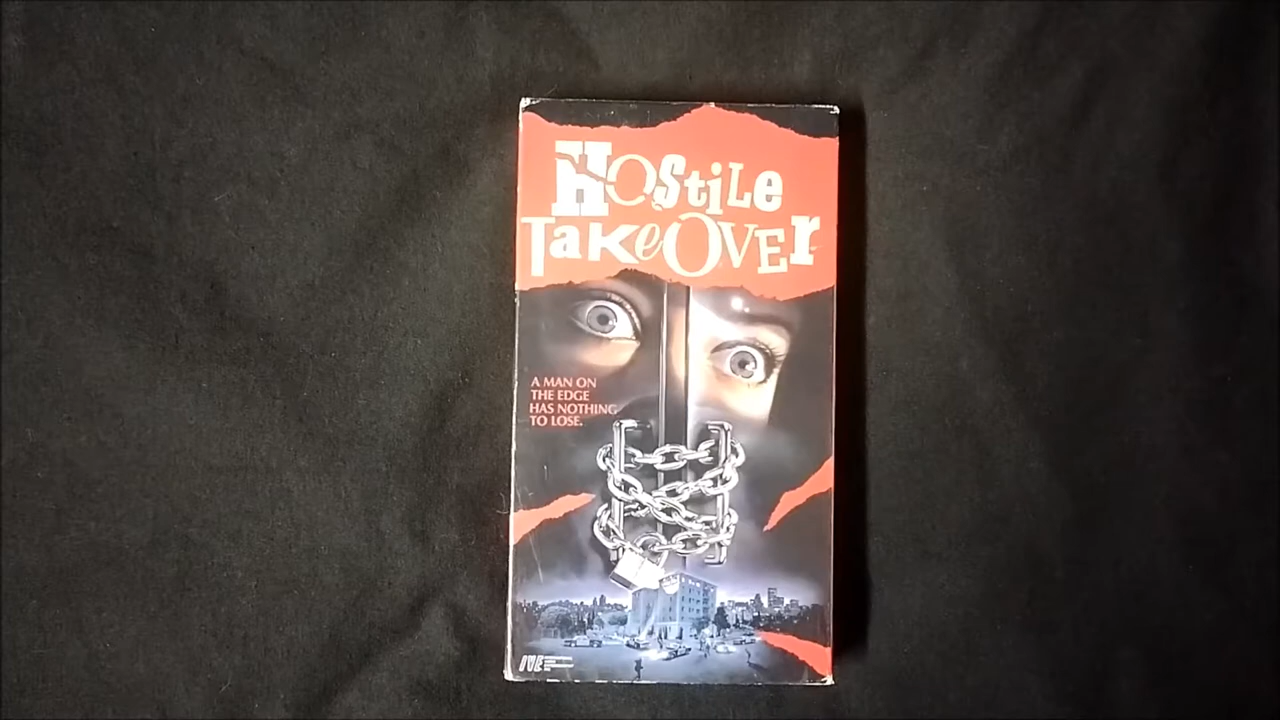 HOStiLe
TaKeOVEr
A MAN ON
THE EDGE
HAS NOTHING
TO LOSE.
IVE